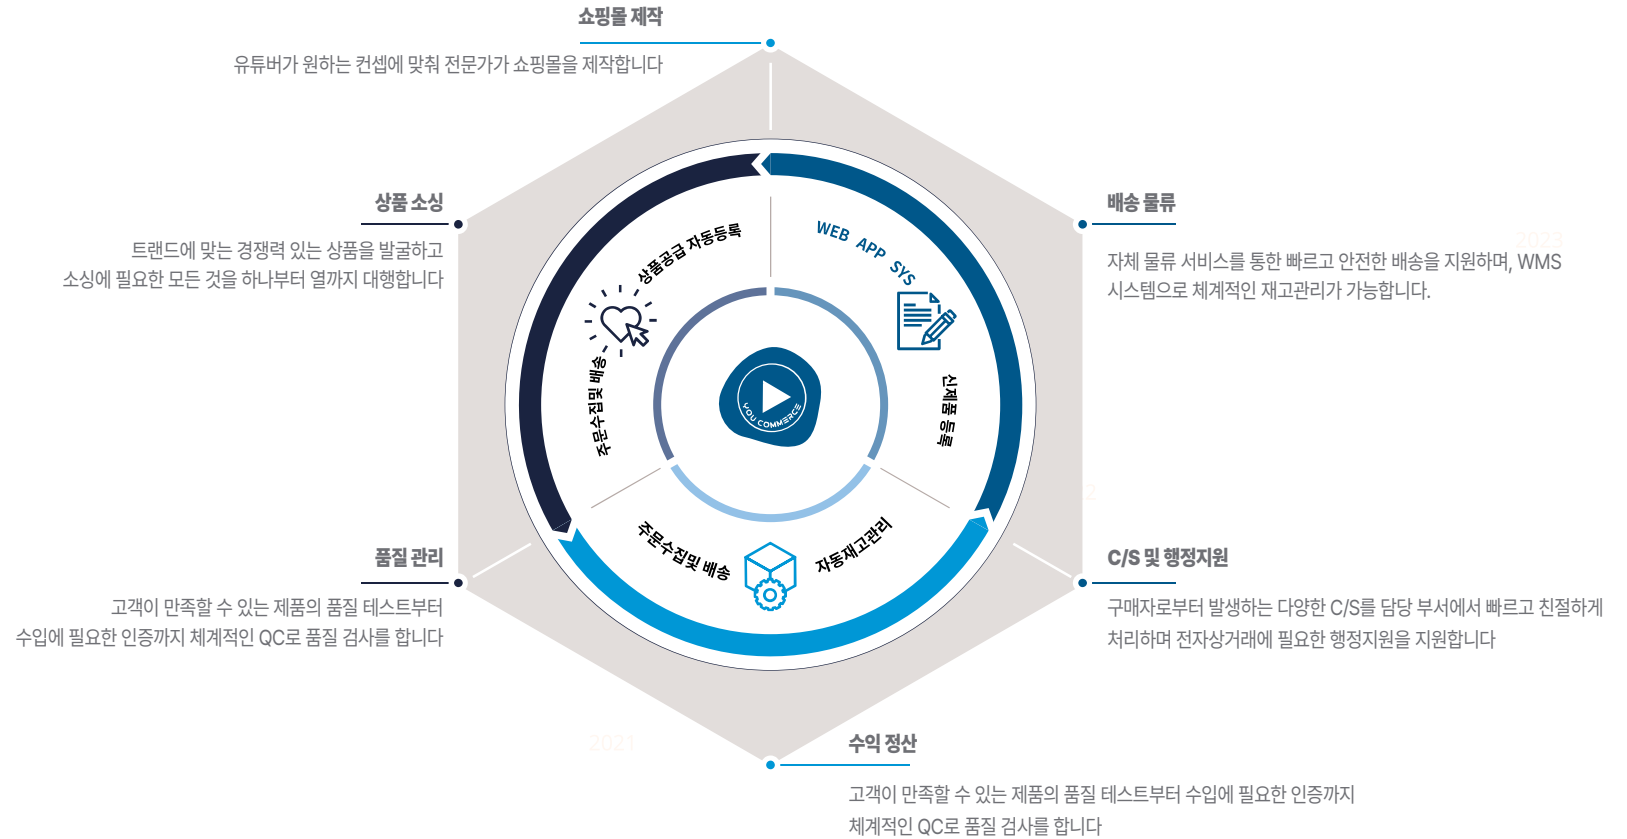 쇼핑몰 제작
유튜버가 원하는 컨셉에 맞춰 전문가가 쇼핑몰을 제작합니다
상품 소싱
트랜드에 맞는 경쟁력 있는 상품을 발굴하고
소싱에 필요한 모든 것을 하나부터 열까지 대행합니다
배송 물류
2023
자체 물류 서비스를 통한 빠르고 안전한 배송을 지원하며, WMS
시스템으로 체계적인 재고관리가 가능합니다.
상품공급 자동등록
WEB APP SYS
주문수집및 배송
신제품 등록
YOU COMMERCE
주문수집및 배송
자동재고관리
품질 관리
고객이 만족할 수 있는 제품의 품질 테스트부터
수입에 필요한 인증까지 체계적인 QC로 품질 검사를 합니다
C/S 및 행정지원
구매자로부터 발생하는 다양한 C/S를 담당 부서에서 빠르고 친절하게
처리하며 전자상거래에 필요한 행정지원을 지원합니다
2021
수익 정산
고객이 만족할 수 있는 제품의 품질 테스트부터 수입에 필요한 인증까지
체계적인 QC로 품질 검사를 합니다